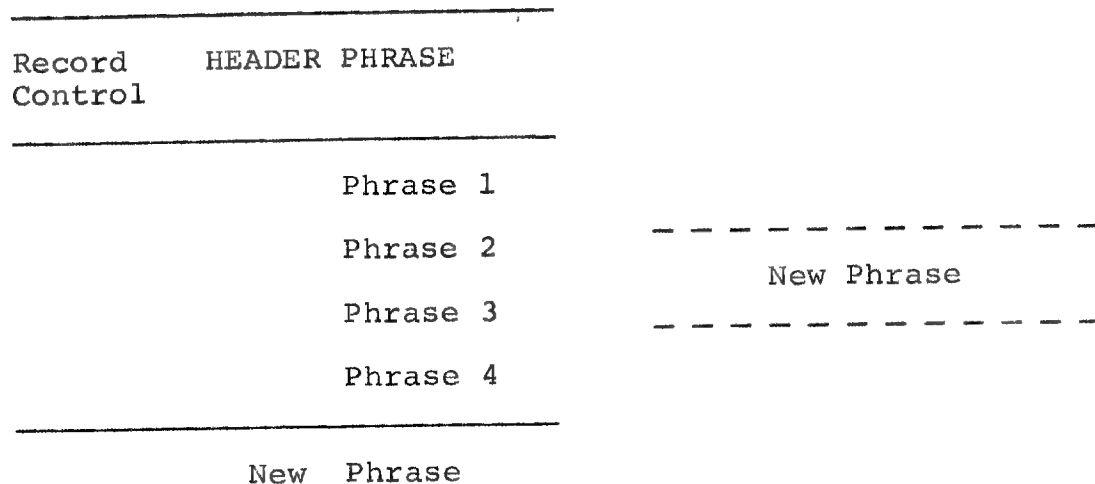 Record HEADER PHRASE
Control
Phrase 1
Phrase 2
New Phrase
Phrase 3
Phrase 4
New Phrase